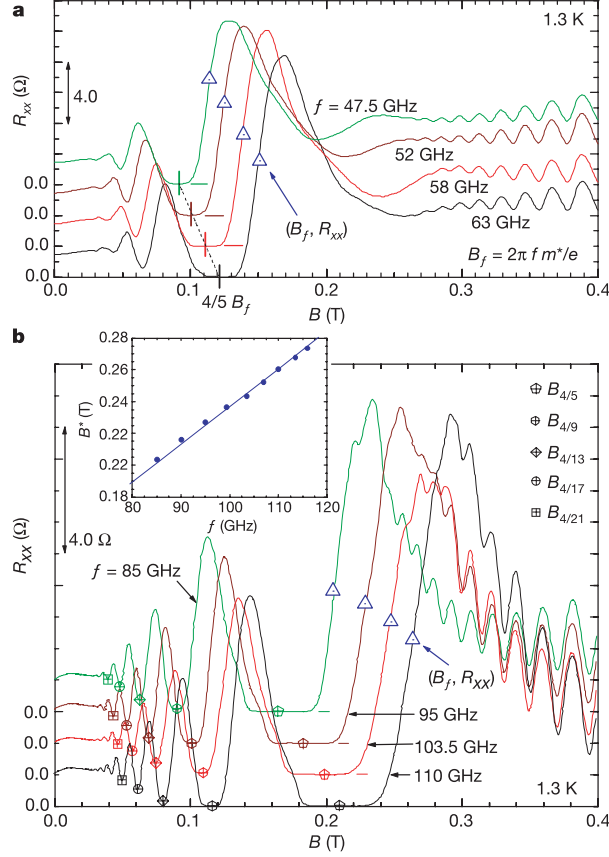 a
1.3 K
R_xx (Ω)
4.0
f = 47.5 GHz
52 GHz
58 GHz
63 GHz
(B_f, R_xx)
B_f = 2π f m*/e
0.0
0.0
0.0
0.0
4/5 B_f
0.0 0.1 0.2 0.3 0.4
B (T)
b
0.28
0.26
0.24
0.22
0.20
0.18
B* (T)
80 90 100 110 120
f (GHz)
B_4/5
B_4/9
B_4/13
B_4/17
B_4/21
R_XX (Ω)
4.0 Ω
f = 85 GHz
(B_f, R_XX)
95 GHz
103.5 GHz
110 GHz
0.0
0.0
0.0
0.0
1.3 K
0.0 0.1 0.2 0.3 0.4
B (T)